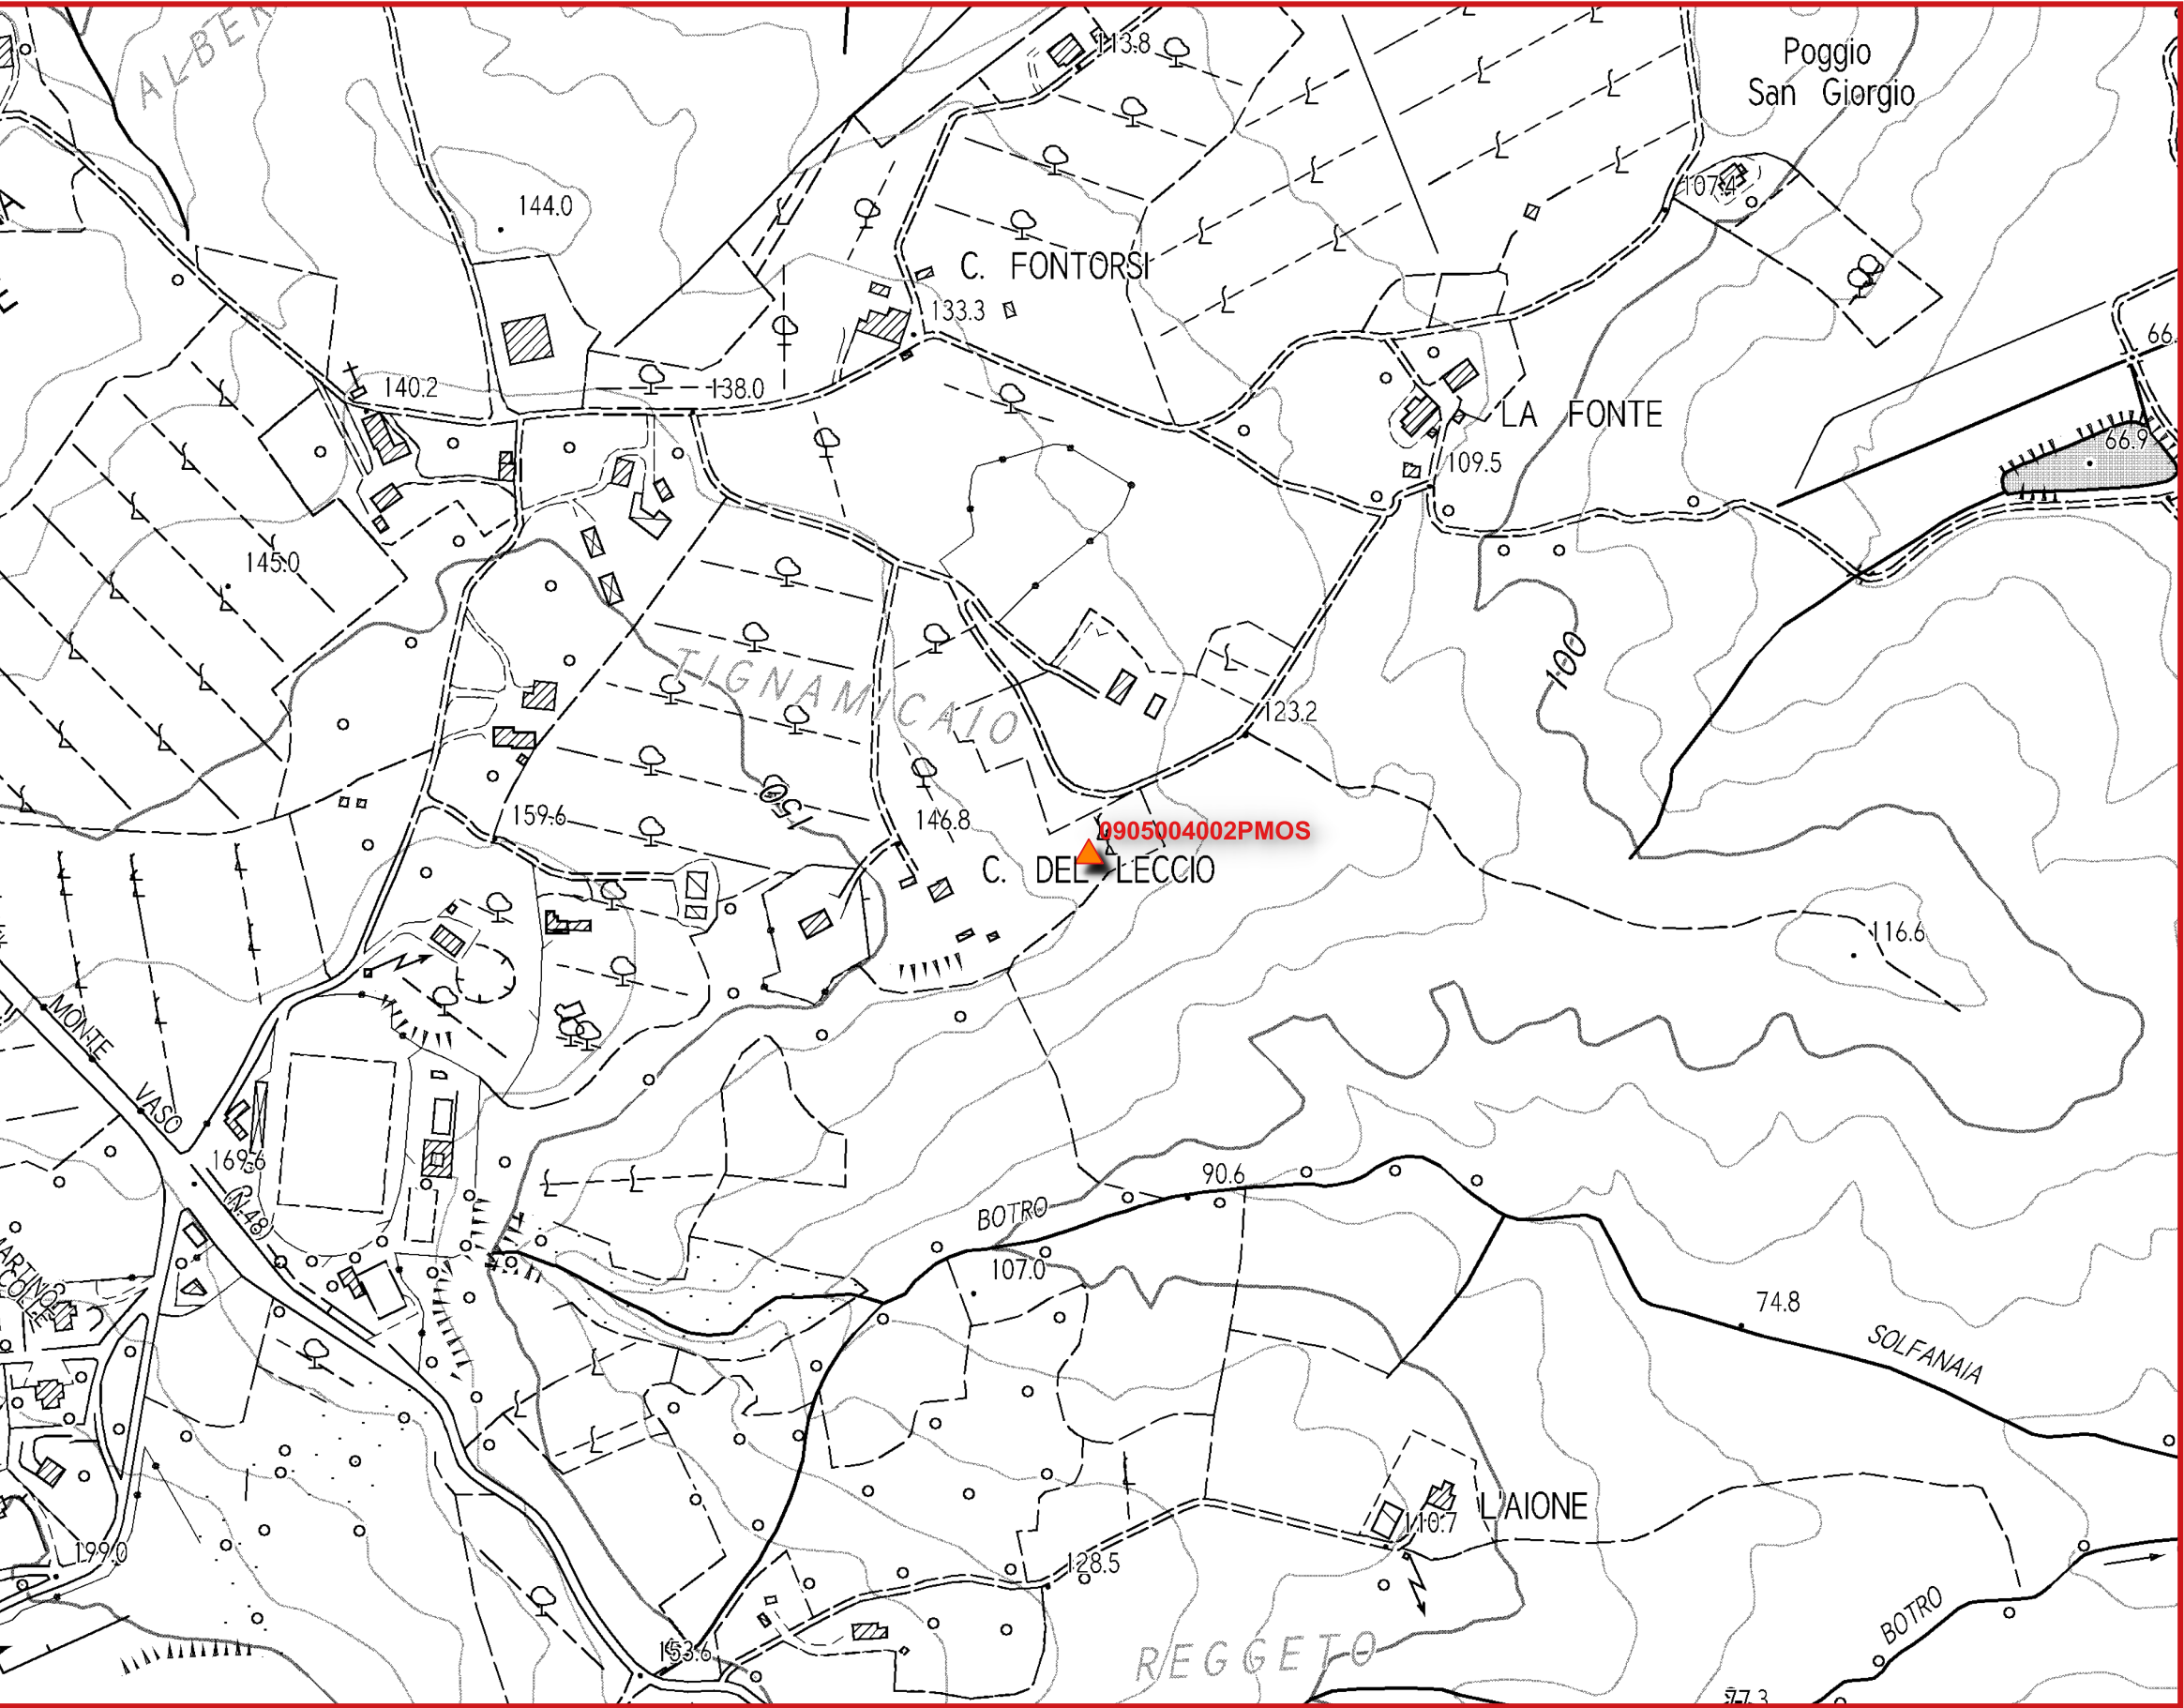 113.8
Poggio
San Giorgio
107.4
144.0
C. FONTORSI
133.3
66.
140.2
138.0
LA FONTE
66.9
109.5
145.0
100
TIGNAMICAIO
123.2
150
159.6
146.8
0905004002PMOS
C. DEL LECCIO
116.6
MONTE
VASO
169.6
90.6
BOTRO
107.0
74.8
SOLFANAIA
L'AIONE
110.7
199.0
128.5
BOTRO
153.6
REGGETO
77.3